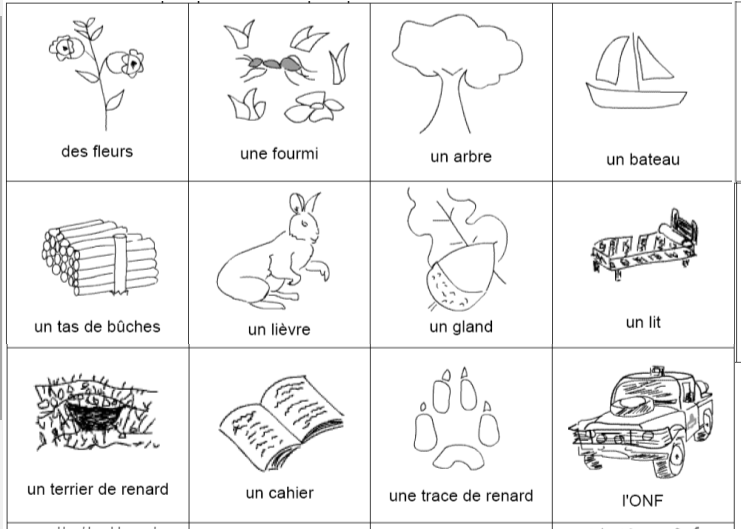 des fleurs
une fourmi
un arbre
un bateau
un tas de bûches
un lièvre
un gland
un lit
un terrier de renard
un cahier
une trace de renard
l'ONF